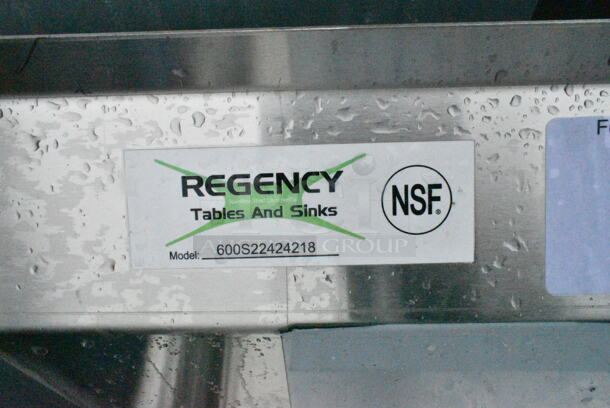 REGENCY
Tables And Sinks
NSF®
Model: 600S22424218
F